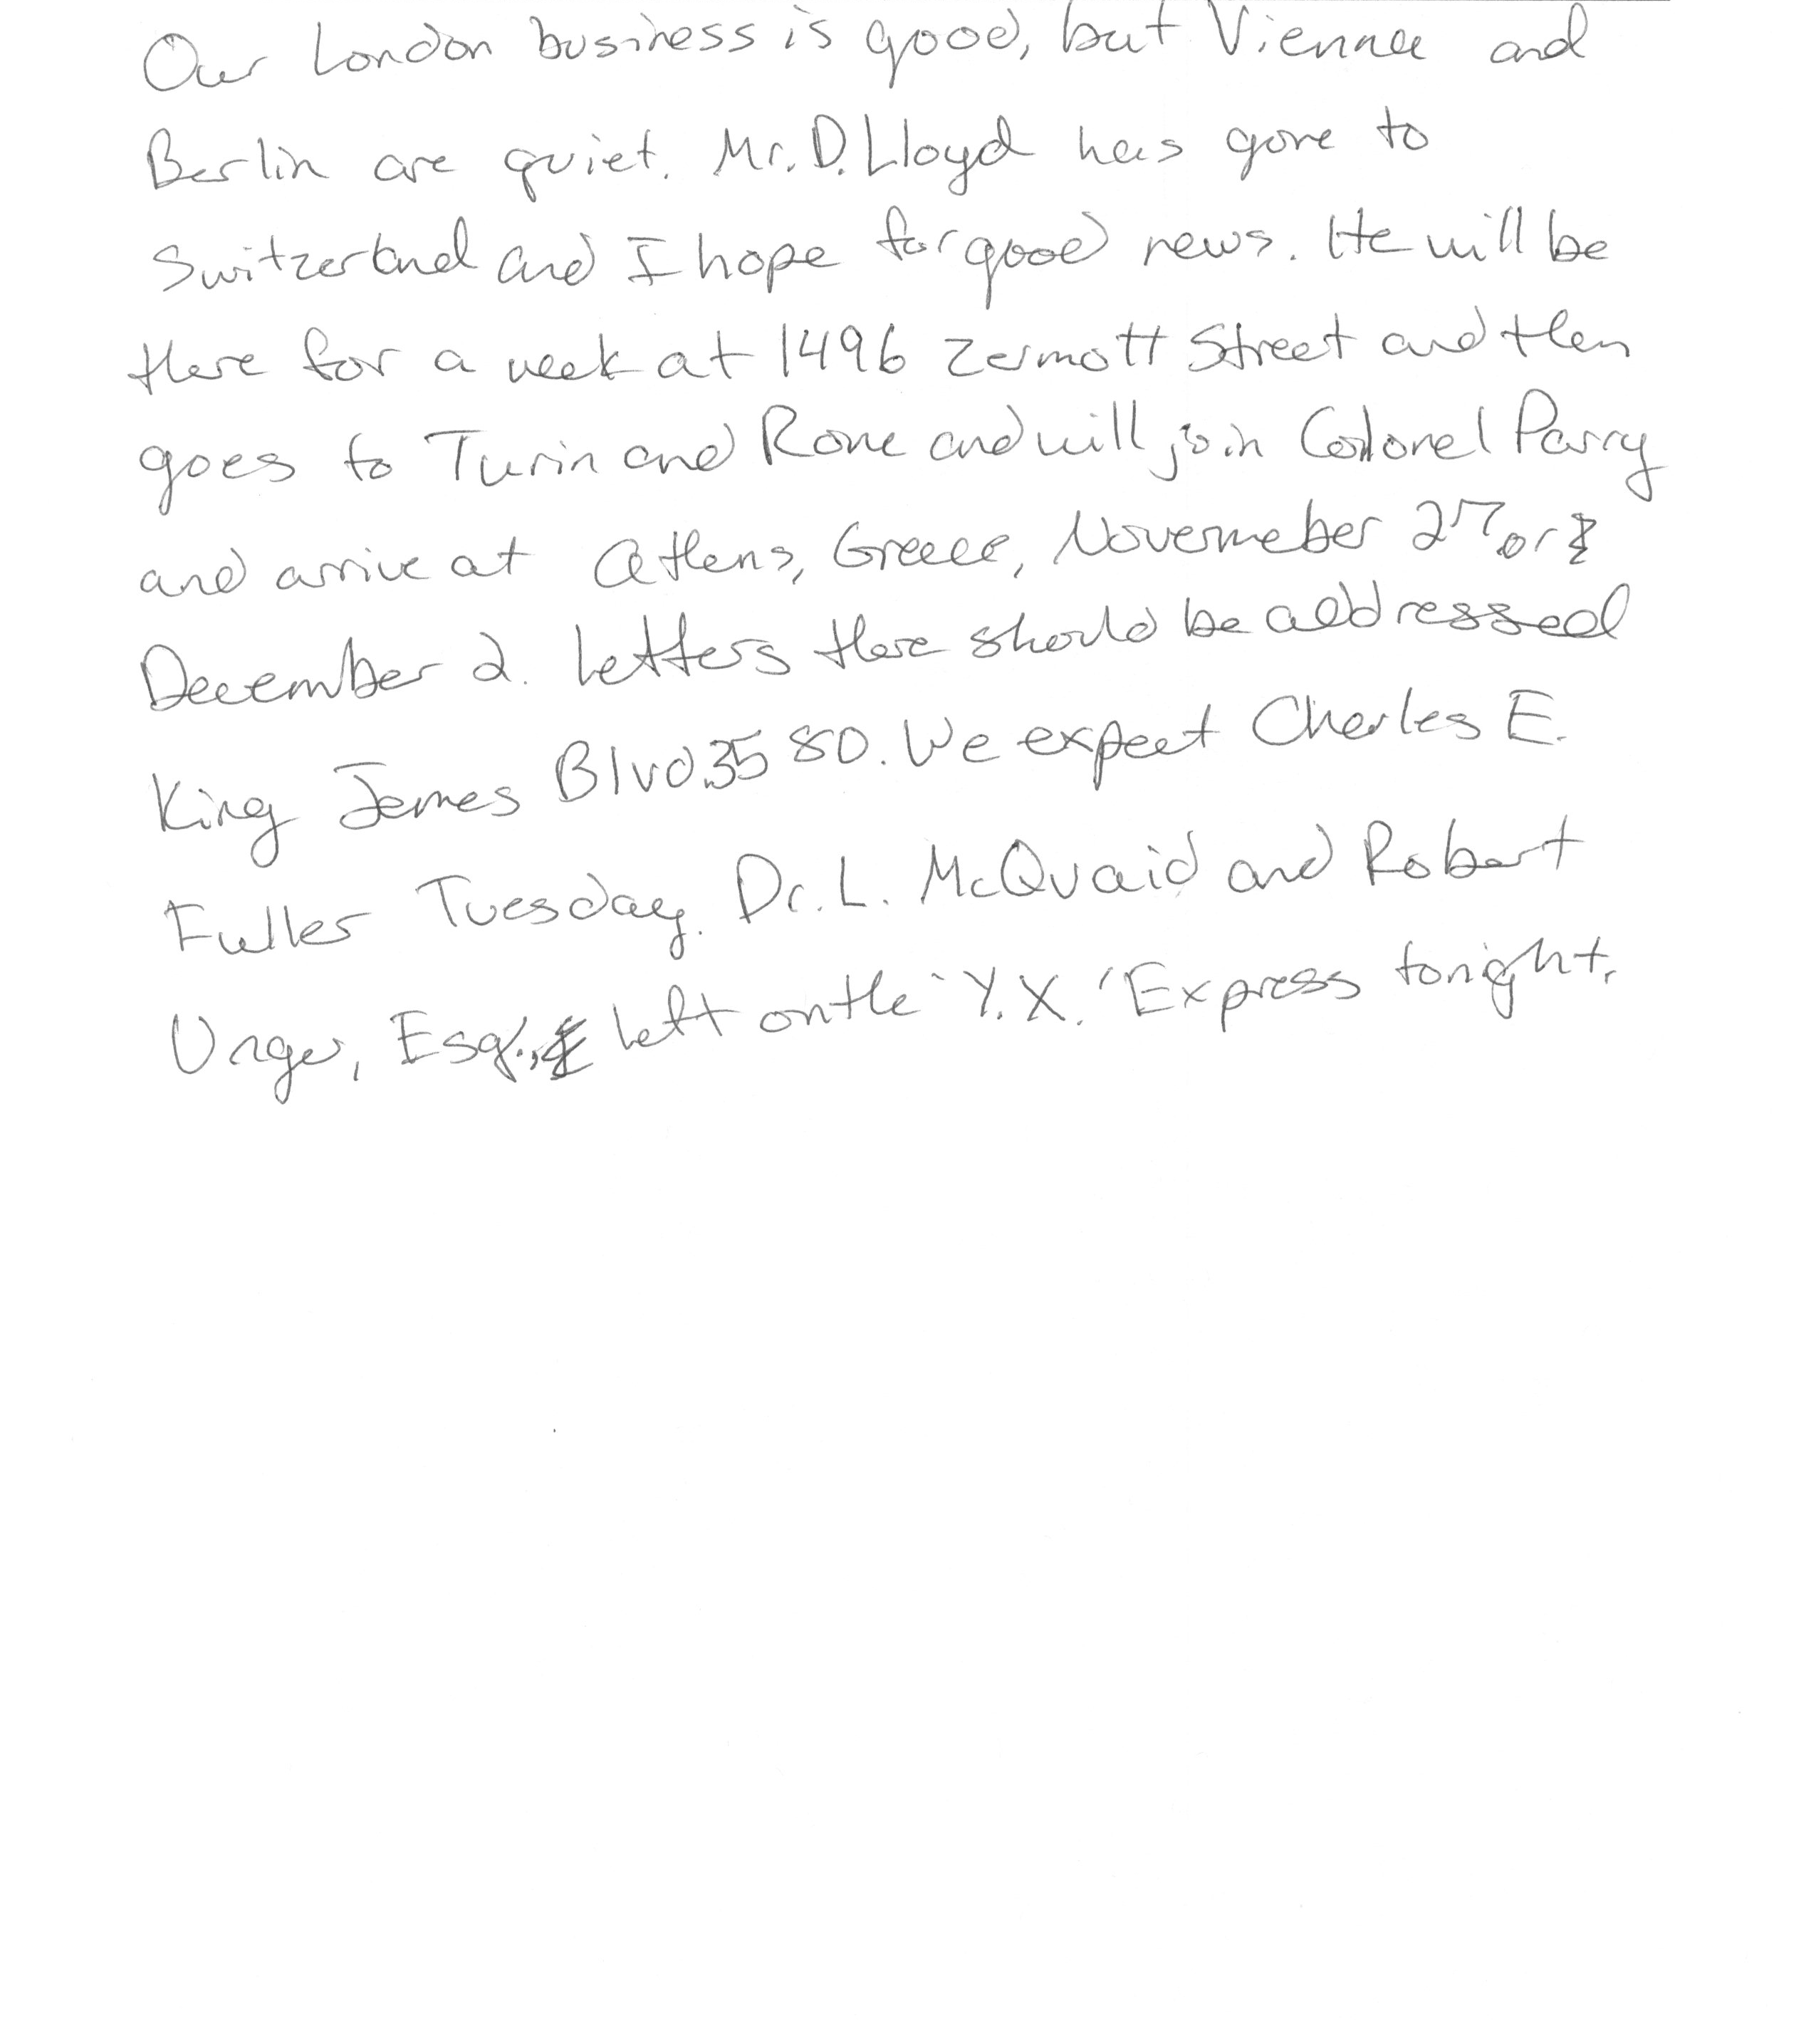 Our London business is good, but Vienna and
Berlin are quiet. Mr. D. Lloyd has gone to
Switzerland and I hope for good news. He will be
there for a week at 1496 Zermott Street and then
goes to Turin and Rome and will join Colonel Parry
and arrive at Athens, Greece, Novermeber 27 or
December 2. Letters there should be addressed
King James Blvd. 3580. We expect Charles E.
Fuller Tuesday. Dr. L. McQuaid and Robert
Unger, Esq., left on the 'Y.X.' Express tonight.